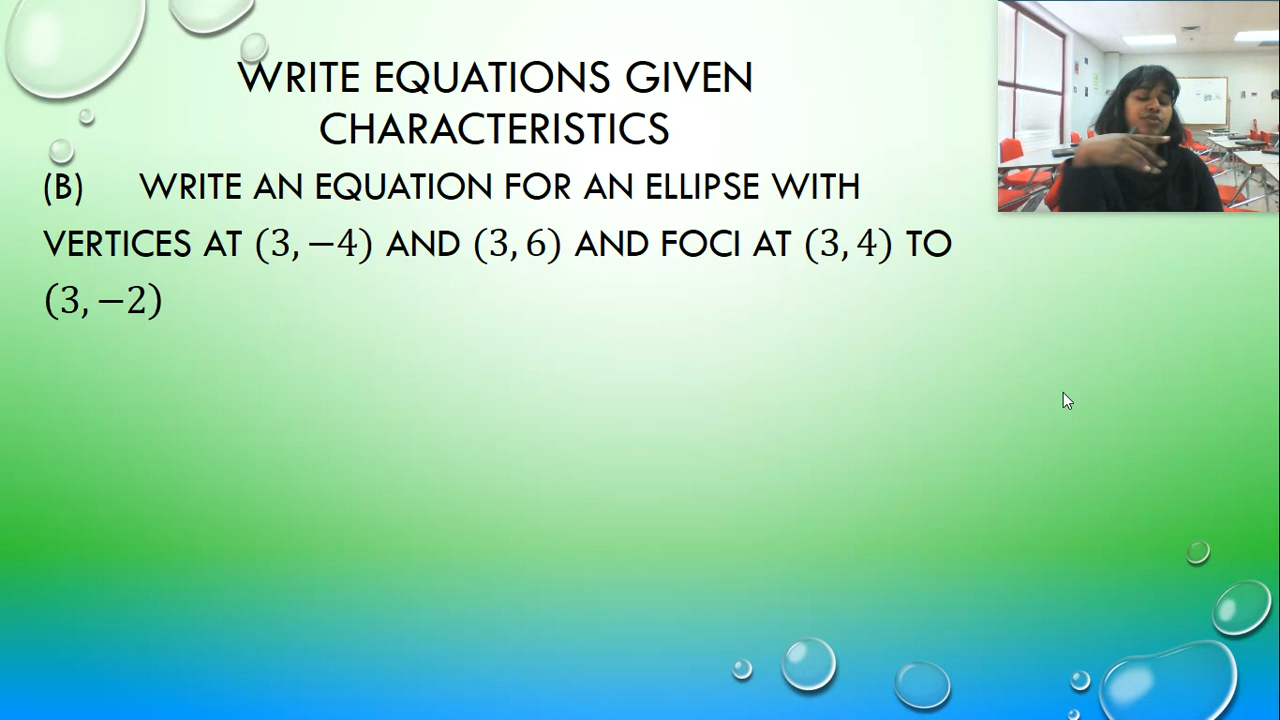 WRITE EQUATIONS GIVEN
CHARACTERISTICS
(B) WRITE AN EQUATION FOR AN ELLIPSE WITH
VERTICES AT (3, −4) AND (3, 6) AND FOCI AT (3, 4) TO
(3, −2)